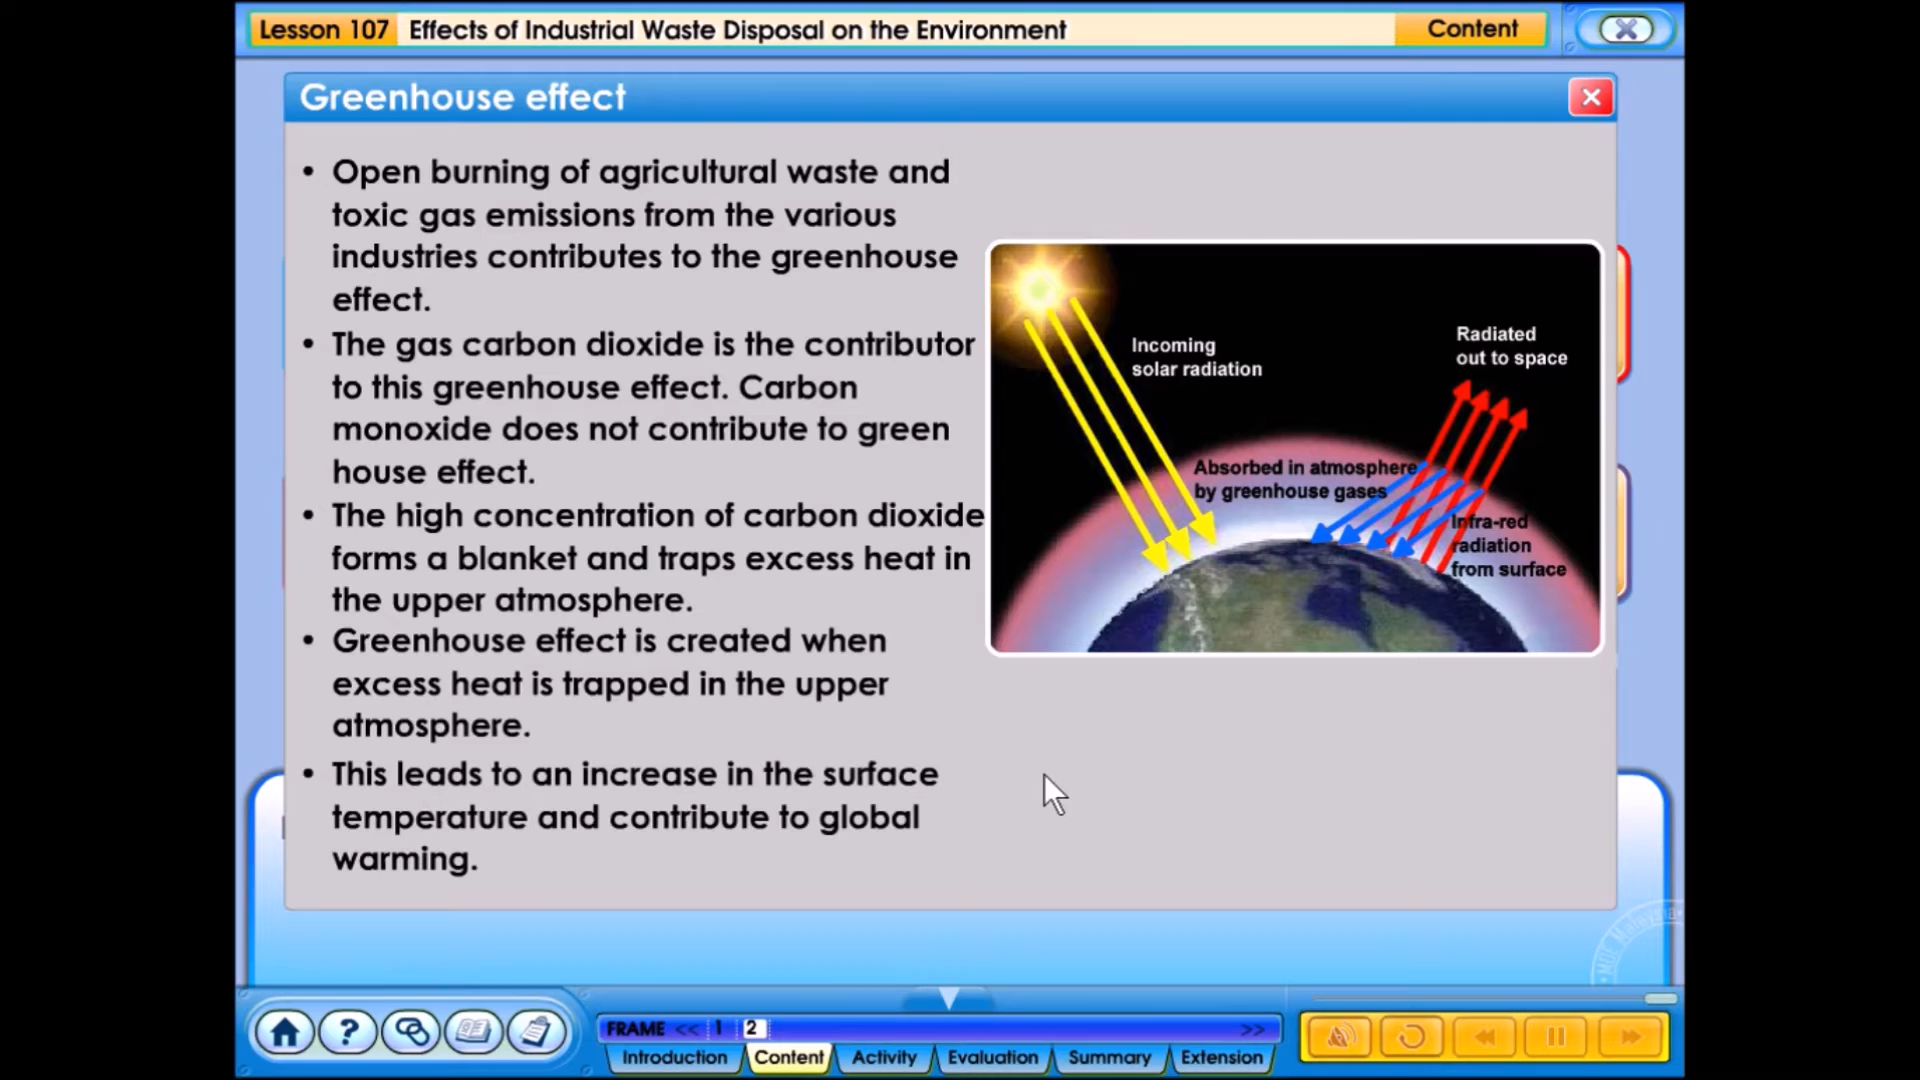 Lesson 107 Effects of Industrial Waste Disposal on the Environment Content
Greenhouse effect
• Open burning of agricultural waste and
toxic gas emissions from the various
industries contributes to the greenhouse
effect.
• The gas carbon dioxide is the contributor
to this greenhouse effect. Carbon
monoxide does not contribute to green
house effect.
• The high concentration of carbon dioxide
forms a blanket and traps excess heat in
the upper atmosphere.
• Greenhouse effect is created when
excess heat is trapped in the upper
atmosphere.
• This leads to an increase in the surface
temperature and contribute to global
warming.
Incoming
solar radiation
Radiated
out to space
Absorbed in atmosphere
by greenhouse gases
Infra-red
radiation
from surface
MOE Malaysia
FRAME << 1 2 >>
Introduction Content Activity Evaluation Summary Extension